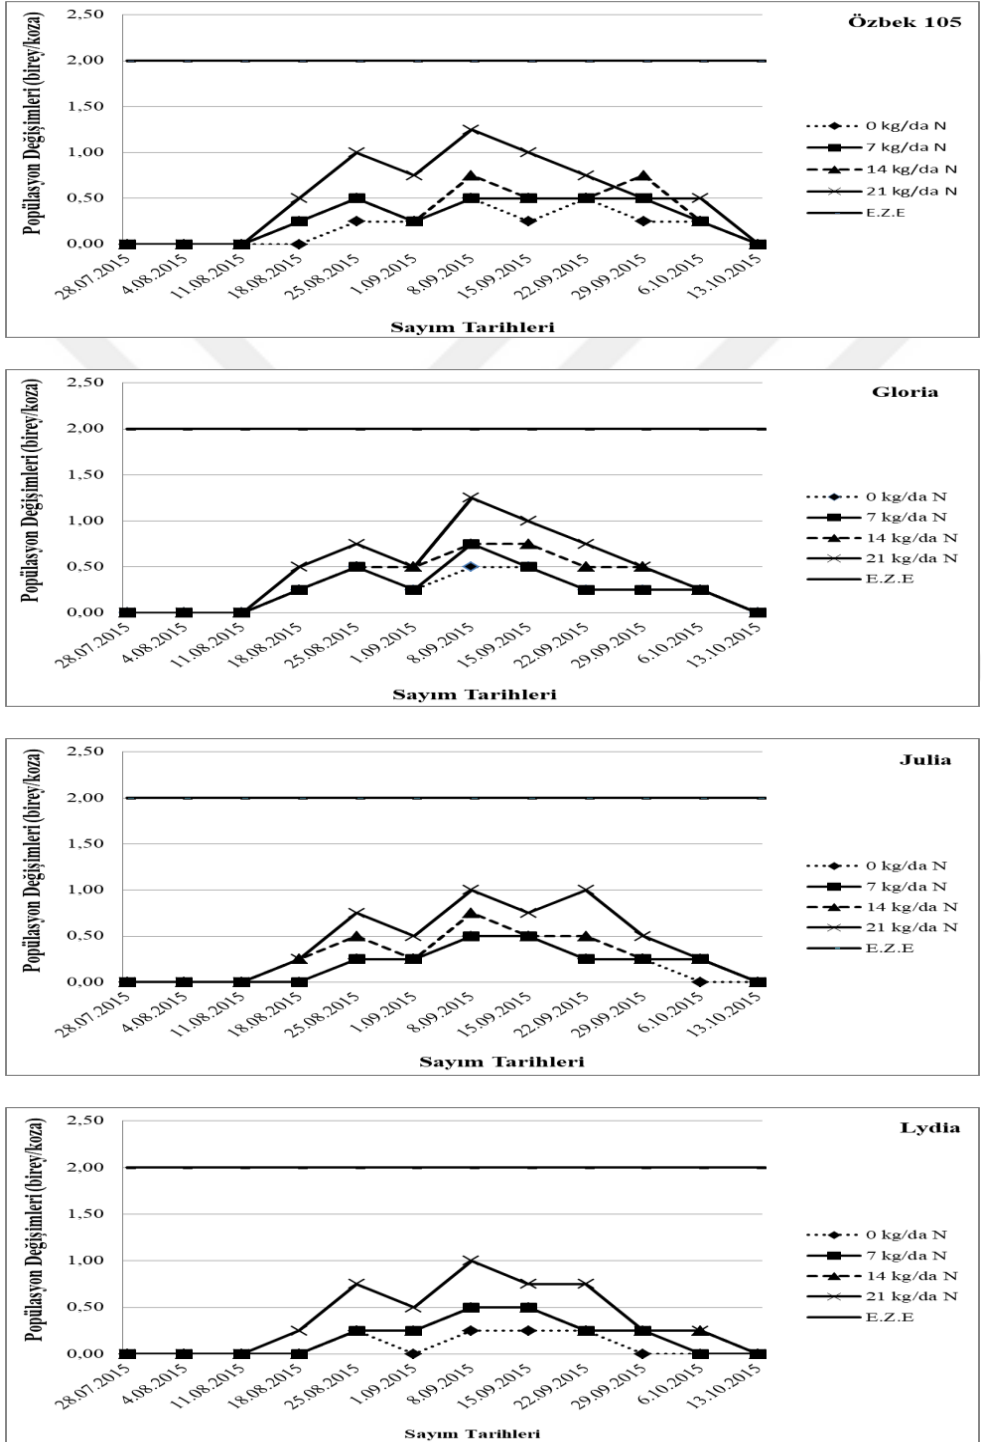 Özbek 105
Popülasyon Değişimleri (birey/koza)
2,50
2,00
1,50
1,00
0,50
0,00
0 kg/da N
7 kg/da N
14 kg/da N
21 kg/da N
E.Z.E
28.07.2015
4.08.2015
11.08.2015
18.08.2015
25.08.2015
1.09.2015
8.09.2015
15.09.2015
22.09.2015
29.09.2015
6.10.2015
13.10.2015
Sayım Tarihleri
Gloria
Popülasyon Değişimleri (birey/koza)
2,50
2,00
1,50
1,00
0,50
0,00
0 kg/da N
7 kg/da N
14 kg/da N
21 kg/da N
E.Z.E
28.07.2015
4.08.2015
11.08.2015
18.08.2015
25.08.2015
1.09.2015
8.09.2015
15.09.2015
22.09.2015
29.09.2015
6.10.2015
13.10.2015
Sayım Tarihleri
Julia
Popülasyon Değişimleri (birey/koza)
2,50
2,00
1,50
1,00
0,50
0,00
0 kg/da N
7 kg/da N
14 kg/da N
21 kg/da N
E.Z.E
28.07.2015
4.08.2015
11.08.2015
18.08.2015
25.08.2015
1.09.2015
8.09.2015
15.09.2015
22.09.2015
29.09.2015
6.10.2015
13.10.2015
Sayım Tarihleri
Lydia
Popülasyon Değişimleri (birey/koza)
2,50
2,00
1,50
1,00
0,50
0,00
0 kg/da N
7 kg/da N
14 kg/da N
21 kg/da N
E.Z.E
28.07.2015
4.08.2015
11.08.2015
18.08.2015
25.08.2015
1.09.2015
8.09.2015
15.09.2015
22.09.2015
29.09.2015
6.10.2015
13.10.2015
Sayım Tarihleri